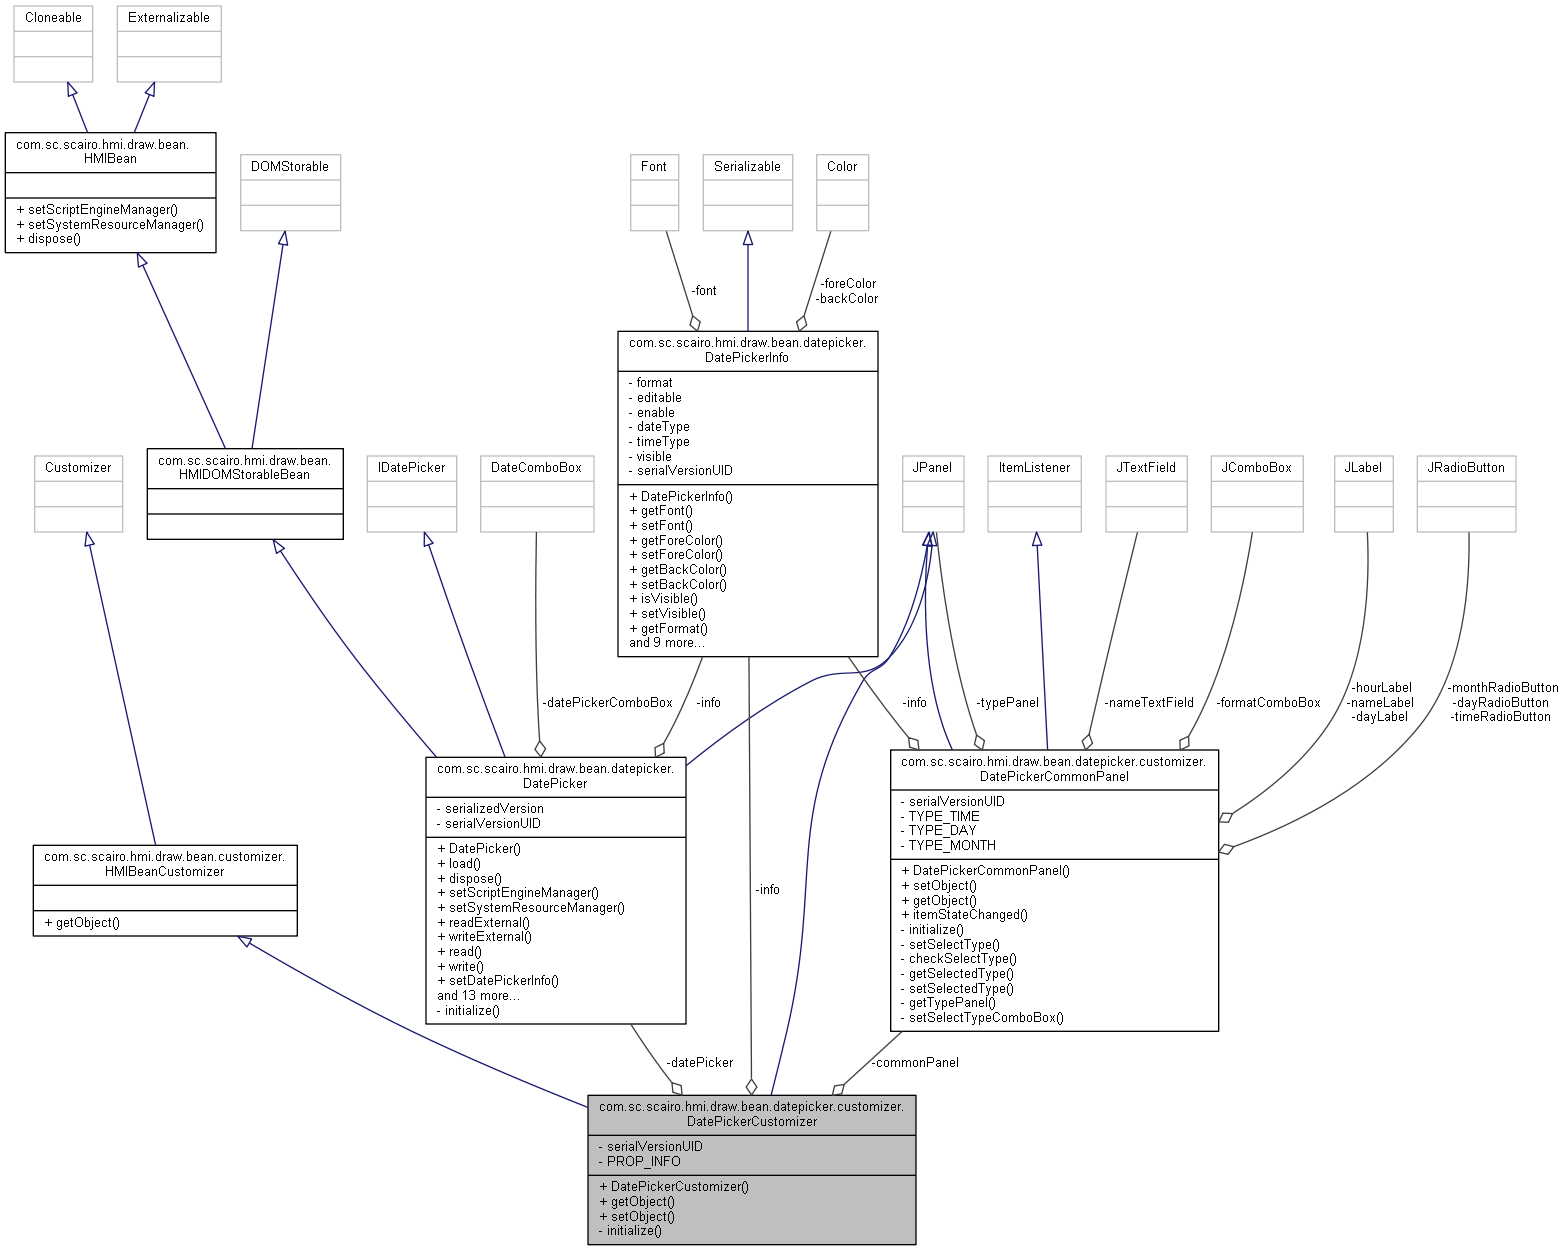 Cloneable
Externalizable
com.sc.scairo.hmi.draw.bean.
HMIBean
+ setScriptEngineManager()
+ setSystemResourceManager()
+ dispose()
DOMStorable
Font
Serializable
Color
-font
-foreColor
-backColor
com.sc.scairo.hmi.draw.bean.datepicker.
DatePickerInfo
- format
- editable
- enable
- dateType
- timeType
- visible
- serialVersionUID
+ DatePickerInfo()
+ getFont()
+ setFont()
+ getForeColor()
+ setForeColor()
+ getBackColor()
+ setBackColor()
+ isVisible()
+ setVisible()
+ getFormat()
and 9 more...
Customizer
com.sc.scairo.hmi.draw.bean.
HMIDOMStorableBean
IDatePicker
DateComboBox
JPanel
ItemListener
JTextField
JComboBox
JLabel
JRadioButton
-datePickerComboBox
-info
-info
-typePanel
-nameTextField
-formatComboBox
-hourLabel
-nameLabel
-dayLabel
-monthRadioButton
-dayRadioButton
-timeRadioButton
com.sc.scairo.hmi.draw.bean.datepicker.
DatePicker
- serializedVersion
- serialVersionUID
+ DatePicker()
+ load()
+ dispose()
+ setScriptEngineManager()
+ setSystemResourceManager()
+ readExternal()
+ writeExternal()
+ read()
+ write()
+ setDatePickerInfo()
and 13 more...
- initialize()
com.sc.scairo.hmi.draw.bean.datepicker.customizer.
DatePickerCommonPanel
- serialVersionUID
- TYPE_TIME
- TYPE_DAY
- TYPE_MONTH
+ DatePickerCommonPanel()
+ setObject()
+ getObject()
+ itemStateChanged()
- initialize()
- setSelectType()
- checkSelectType()
- getSelectedType()
- setSelectedType()
- getTypePanel()
- setSelectTypeComboBox()
com.sc.scairo.hmi.draw.bean.customizer.
HMIBeanCustomizer
+ getObject()
-info
-datePicker
-commonPanel
com.sc.scairo.hmi.draw.bean.datepicker.customizer.
DatePickerCustomizer
- serialVersionUID
- PROP_INFO
+ DatePickerCustomizer()
+ getObject()
+ setObject()
- initialize()